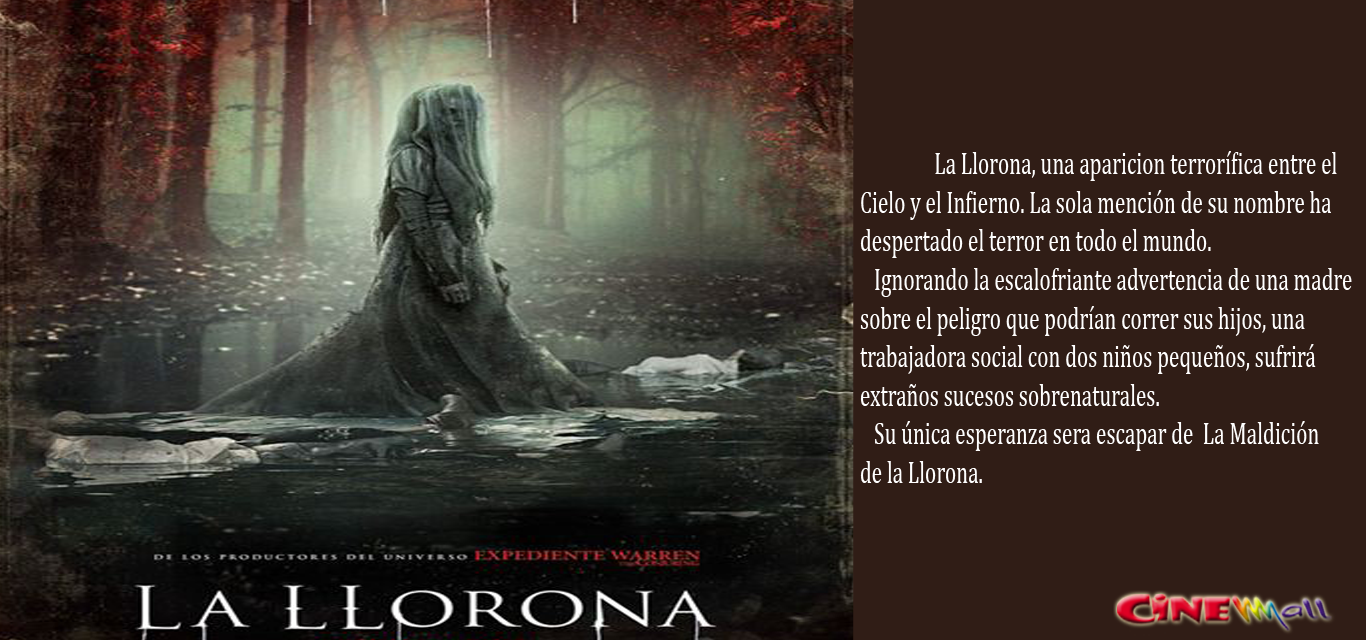 La Llorona, una aparicion terrorífica entre el
Cielo y el Infierno. La sola mención de su nombre ha
despertado el terror en todo el mundo.
Ignorando la escalofriante advertencia de una madre
sobre el peligro que podrían correr sus hijos, una
trabajadora social con dos niños pequeños, sufrirá
extraños sucesos sobrenaturales.
Su única esperanza sera escapar de La Maldición
de la Llorona.
DE LOS PRODUCTORES DEL UNIVERSO EXPEDIENTE WARREN
THE CONJURING
LA LLORONA
CINEMall